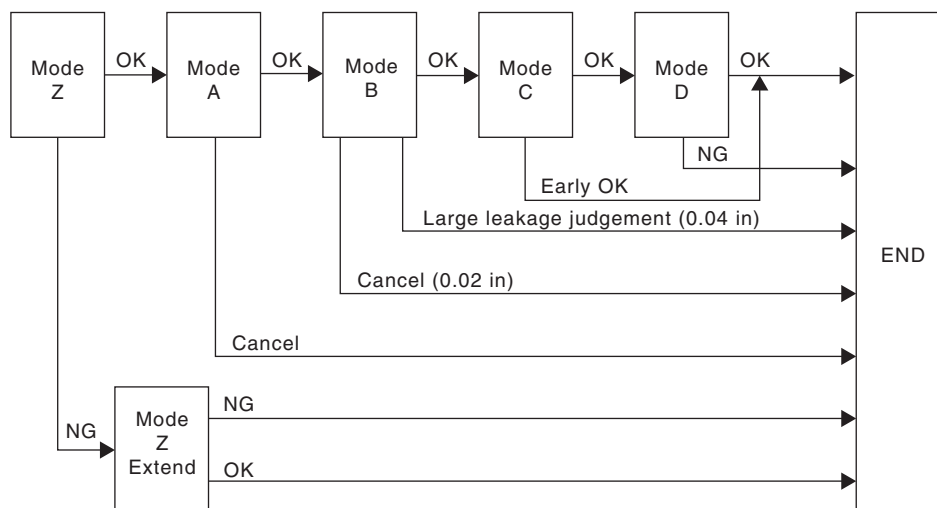 Mode
Z
OK
Mode
A
OK
Mode
B
OK
Mode
C
OK
Mode
D
OK
NG
Early OK
Large leakage judgement (0.04 in)
Cancel (0.02 in)
Cancel
END
NG
Mode
Z
Extend
NG
OK